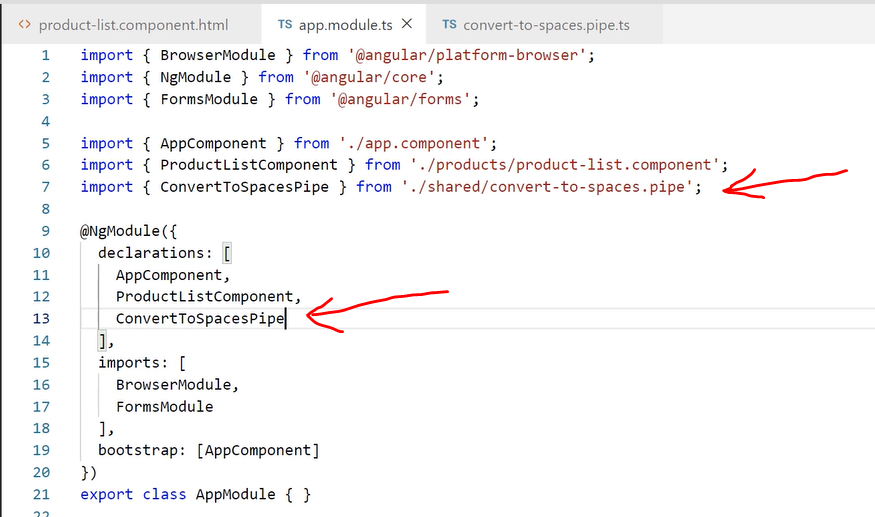 <> product-list.component.html TS app.module.ts × TS convert-to-spaces.pipe.ts
1 import { BrowserModule } from '@angular/platform-browser';
2 import { NgModule } from '@angular/core';
3 import { FormsModule } from '@angular/forms';
4
5 import { AppComponent } from './app.component';
6 import { ProductListComponent } from './products/product-list.component';
7 import { ConvertToSpacesPipe } from './shared/convert-to-spaces.pipe';
8
9 @NgModule({
10 declarations: [
11 AppComponent,
12 ProductListComponent,
13 ConvertToSpacesPipe
14 ],
15 imports: [
16 BrowserModule,
17 FormsModule
18 ],
19 bootstrap: [AppComponent]
20 })
21 export class AppModule { }
22